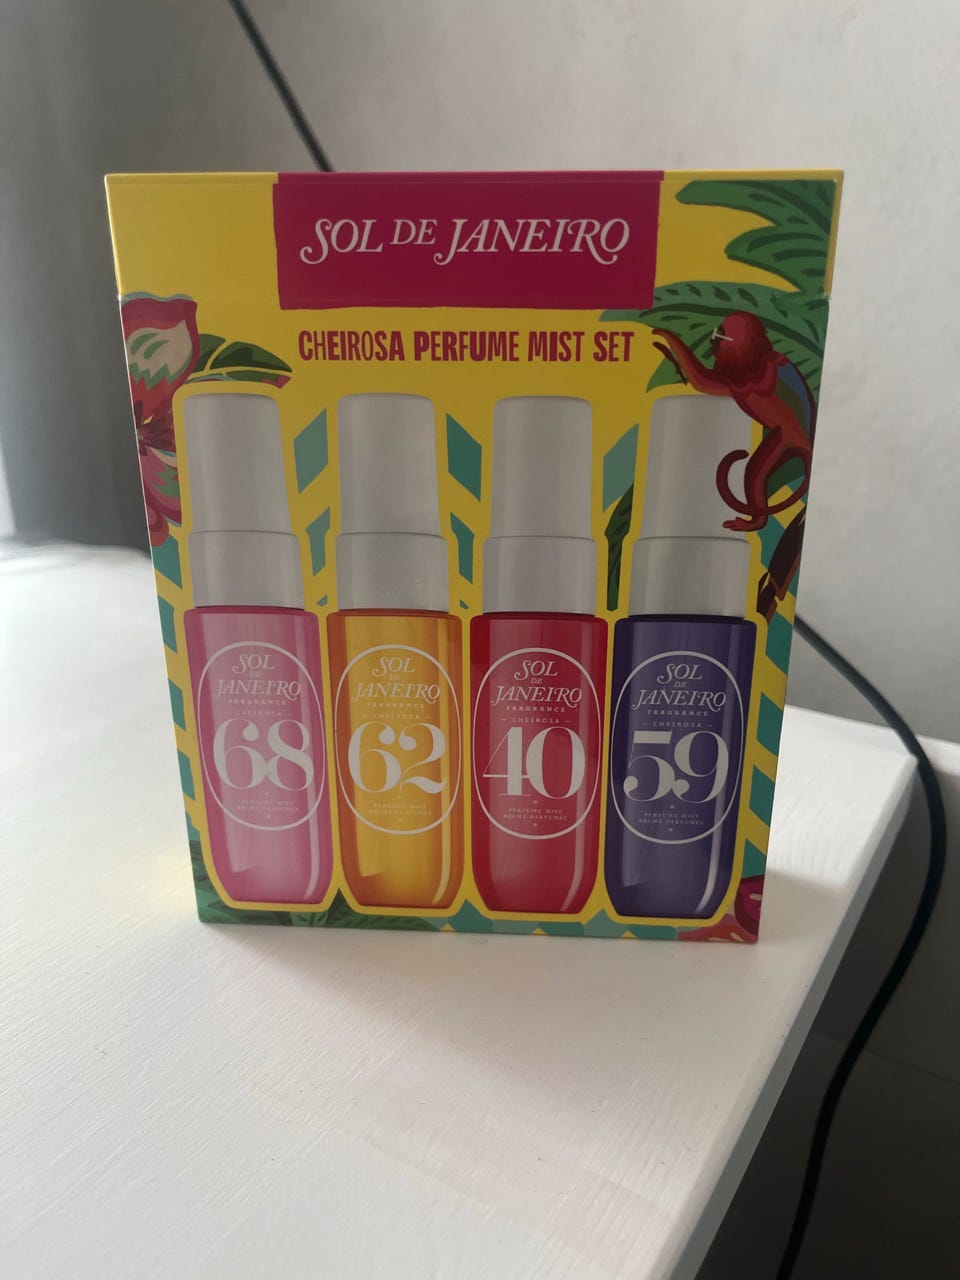 SOL DE JANEIRO
CHEIROSA PERFUME MIST SET
SOL
DE
JANEIRO
FRAGRANCE
CHEIROSA
68
PERFUME MIST
BRUME PARFUMÉE
SOL
DE
JANEIRO
FRAGRANCE
CHEIROSA
62
PERFUME MIST
BRUME PARFUMÉE
SOL
DE
JANEIRO
FRAGRANCE
CHEIROSA
40
PERFUME MIST
BRUME PARFUMÉE
SOL
DE
JANEIRO
FRAGRANCE
CHEIROSA
59
PERFUME MIST
BRUME PARFUMÉE